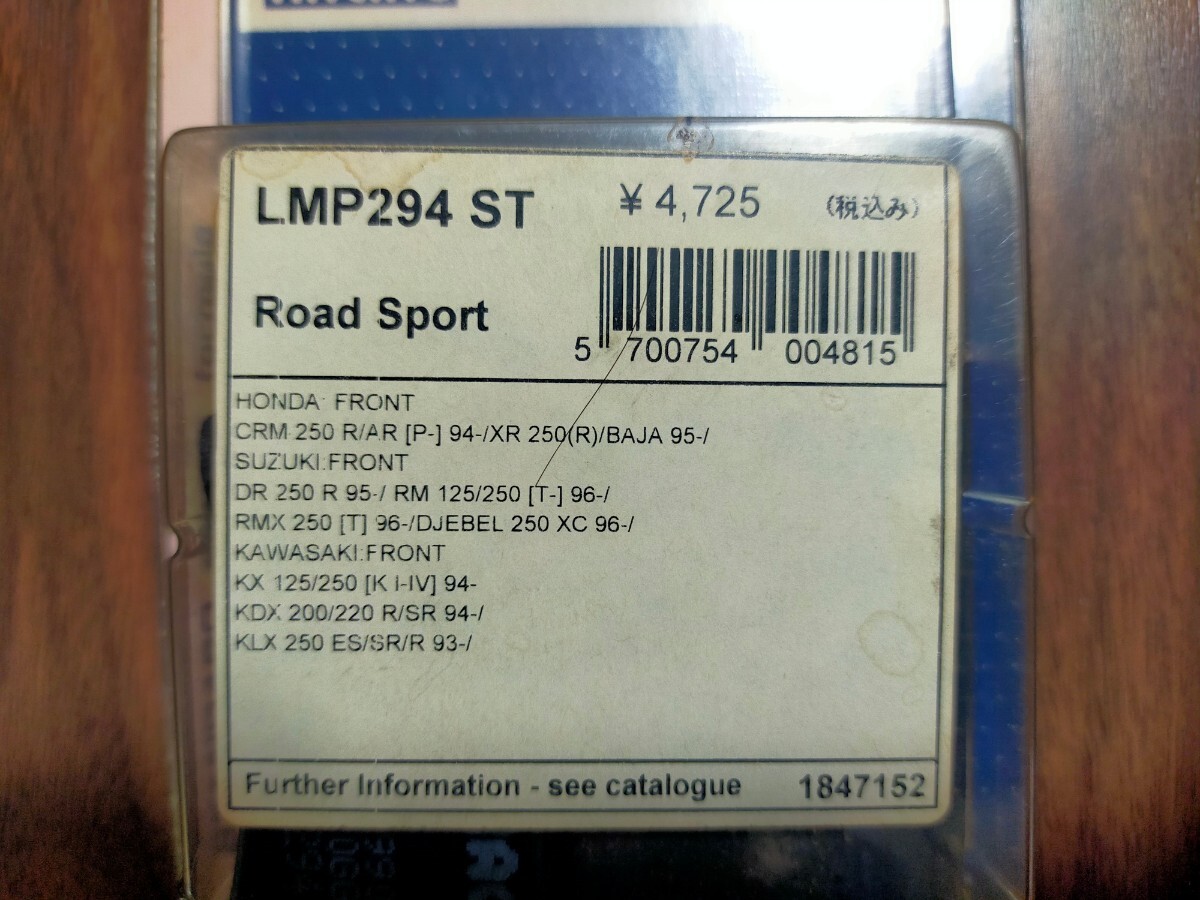 LMP294 ST
¥ 4,725 (税込み)
Road Sport
5 700754 004815
HONDA: FRONT
CRM 250 R/AR [P-] 94-/XR 250(R)/BAJA 95-/
SUZUKI:FRONT
DR 250 R 95-/ RM 125/250 [T-] 96-/
RMX 250 [T] 96-/DJEBEL 250 XC 96-/
KAWASAKI:FRONT
KX 125/250 [K I-IV] 94-
KDX 200/220 R/SR 94-/
KLX 250 ES/SR/R 93-/
Further Information - see catalogue 1847152